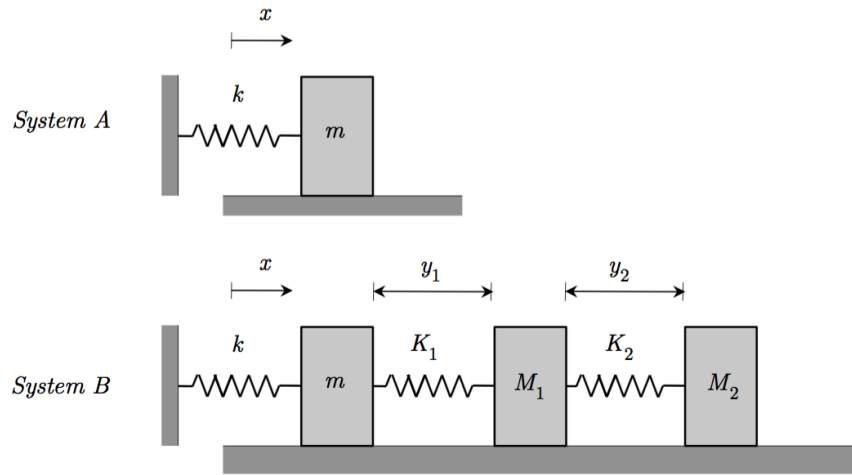 x
k
System A
m
x
y₁
y₂
k
K₁
K₂
System B
m
M₁
M₂